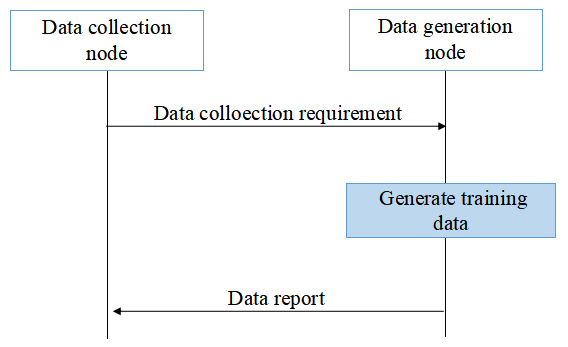 Data collection
node
Data generation
node
Data colloection requirement
Generate training
data
Data report